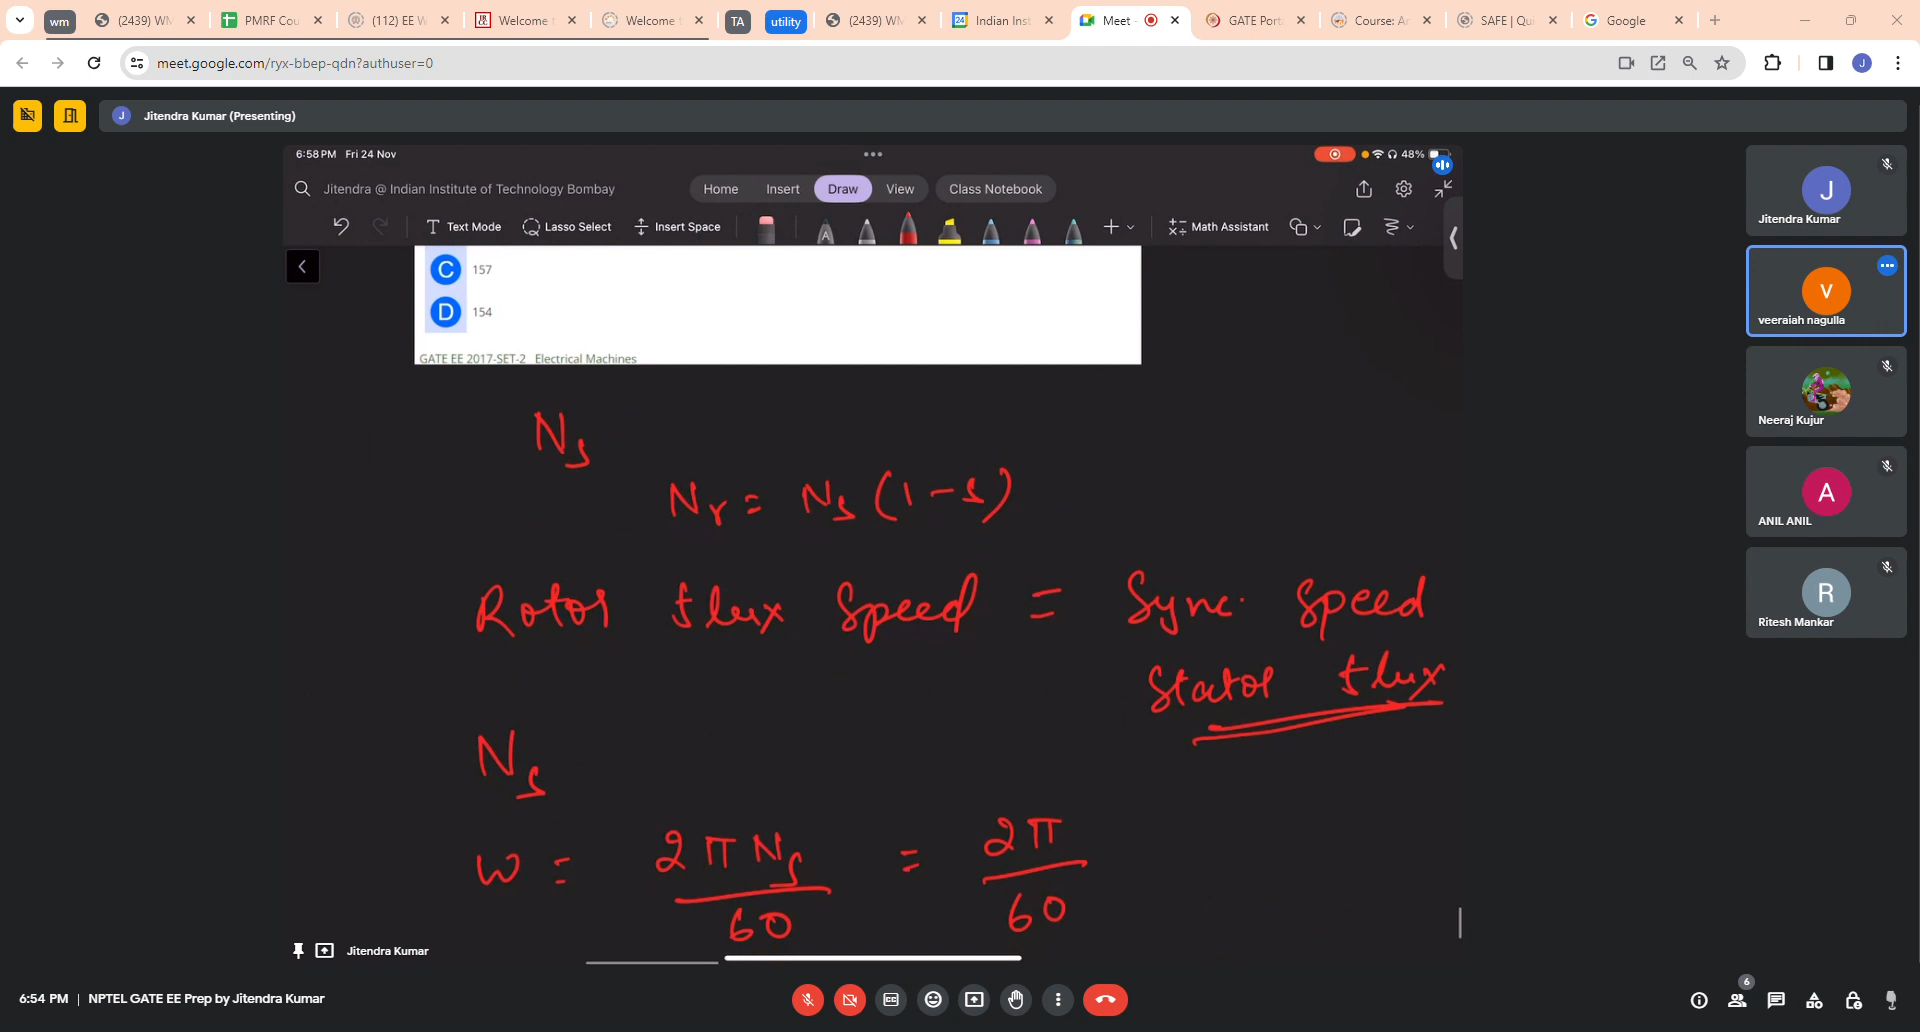 wm
(2439) WM
PMRF Cou
(112) EE W
Welcome t
Welcome t
TA
utility
(2439) WM
24
Indian Inst
Meet -
GATE Port
Course: Ar
SAFE | Qu
Google
meet.google.com/ryx-bbep-qdn?authuser=0
J
J
Jitendra Kumar (Presenting)
6:58 PM Fri 24 Nov
48%
Jitendra @ Indian Institute of Technology Bombay
Home
Insert
Draw
View
Class Notebook
Text Mode
Lasso Select
Insert Space
A
Math Assistant
C 157
D 154
GATE EE 2017-SET-2 Electrical Machines
Ns
Nr = Ns (1-s)
Rotor flux speed = Sync. speed
Stator flux
Ns
W = 2πNs/60 = 2π/60
J
Jitendra Kumar
V
veeraiah nagulla
Neeraj Kujur
A
ANIL ANIL
R
Ritesh Mankar
Jitendra Kumar
6:54 PM | NPTEL GATE EE Prep by Jitendra Kumar
6